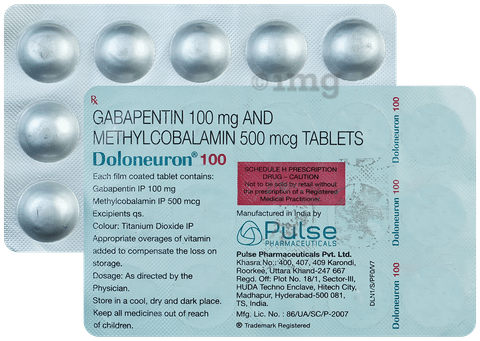 1mg
Rx
GABAPENTIN 100 mg AND
METHYLCOBALAMIN 500 mcg TABLETS
Doloneuron® 100
Each film coated tablet contains:
Gabapentin IP 100 mg
Methylcobalamin IP 500 mcg
Excipients qs.
Colour: Titanium Dioxide IP
Appropriate overages of vitamin
added to compensate the loss on
storage.
Dosage: As directed by the
Physician.
Store in a cool, dry and dark place.
Keep all medicines out of reach
of children.
SCHEDULE H PRESCRIPTION
DRUG – CAUTION
Not to be sold by retail without
the prescription of a Registered
Medical Practitioner.
Manufactured in India by
Pulse
PHARMACEUTICALS
Pulse Pharmaceuticals Pvt. Ltd.
Khasra No.: 400, 407, 409 Karondi,
Roorkee, Uttara Khand-247 667
Regd. Off: Plot No. 18/1, Sector-III,
HUDA Techno Enclave, Hitech City,
Madhapur, Hyderabad-500 081,
TS, India.
Mfg. Lic. No. : 86/UA/SC/P-2007
® Trademark Registered
Doloneuron 100
Doloneuron 100
DLN1/S/PF0/V7